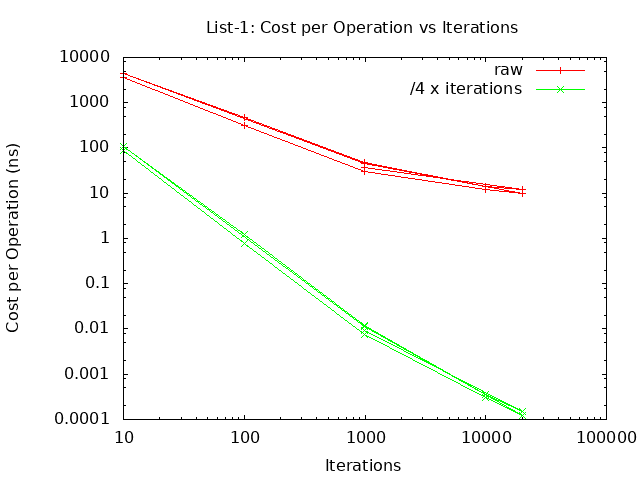 List-1: Cost per Operation vs Iterations
raw
/4 x iterations
Cost per Operation (ns)
10000
1000
100
10
1
0.1
0.01
0.001
0.0001
10 100 1000 10000 100000
Iterations